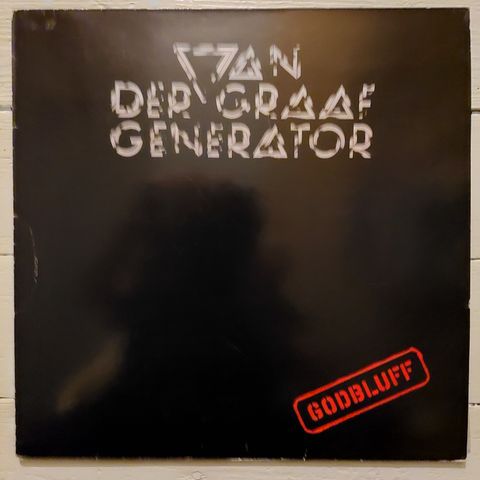 VAN
DER GRAAF
GENERATOR
GODBLUFF